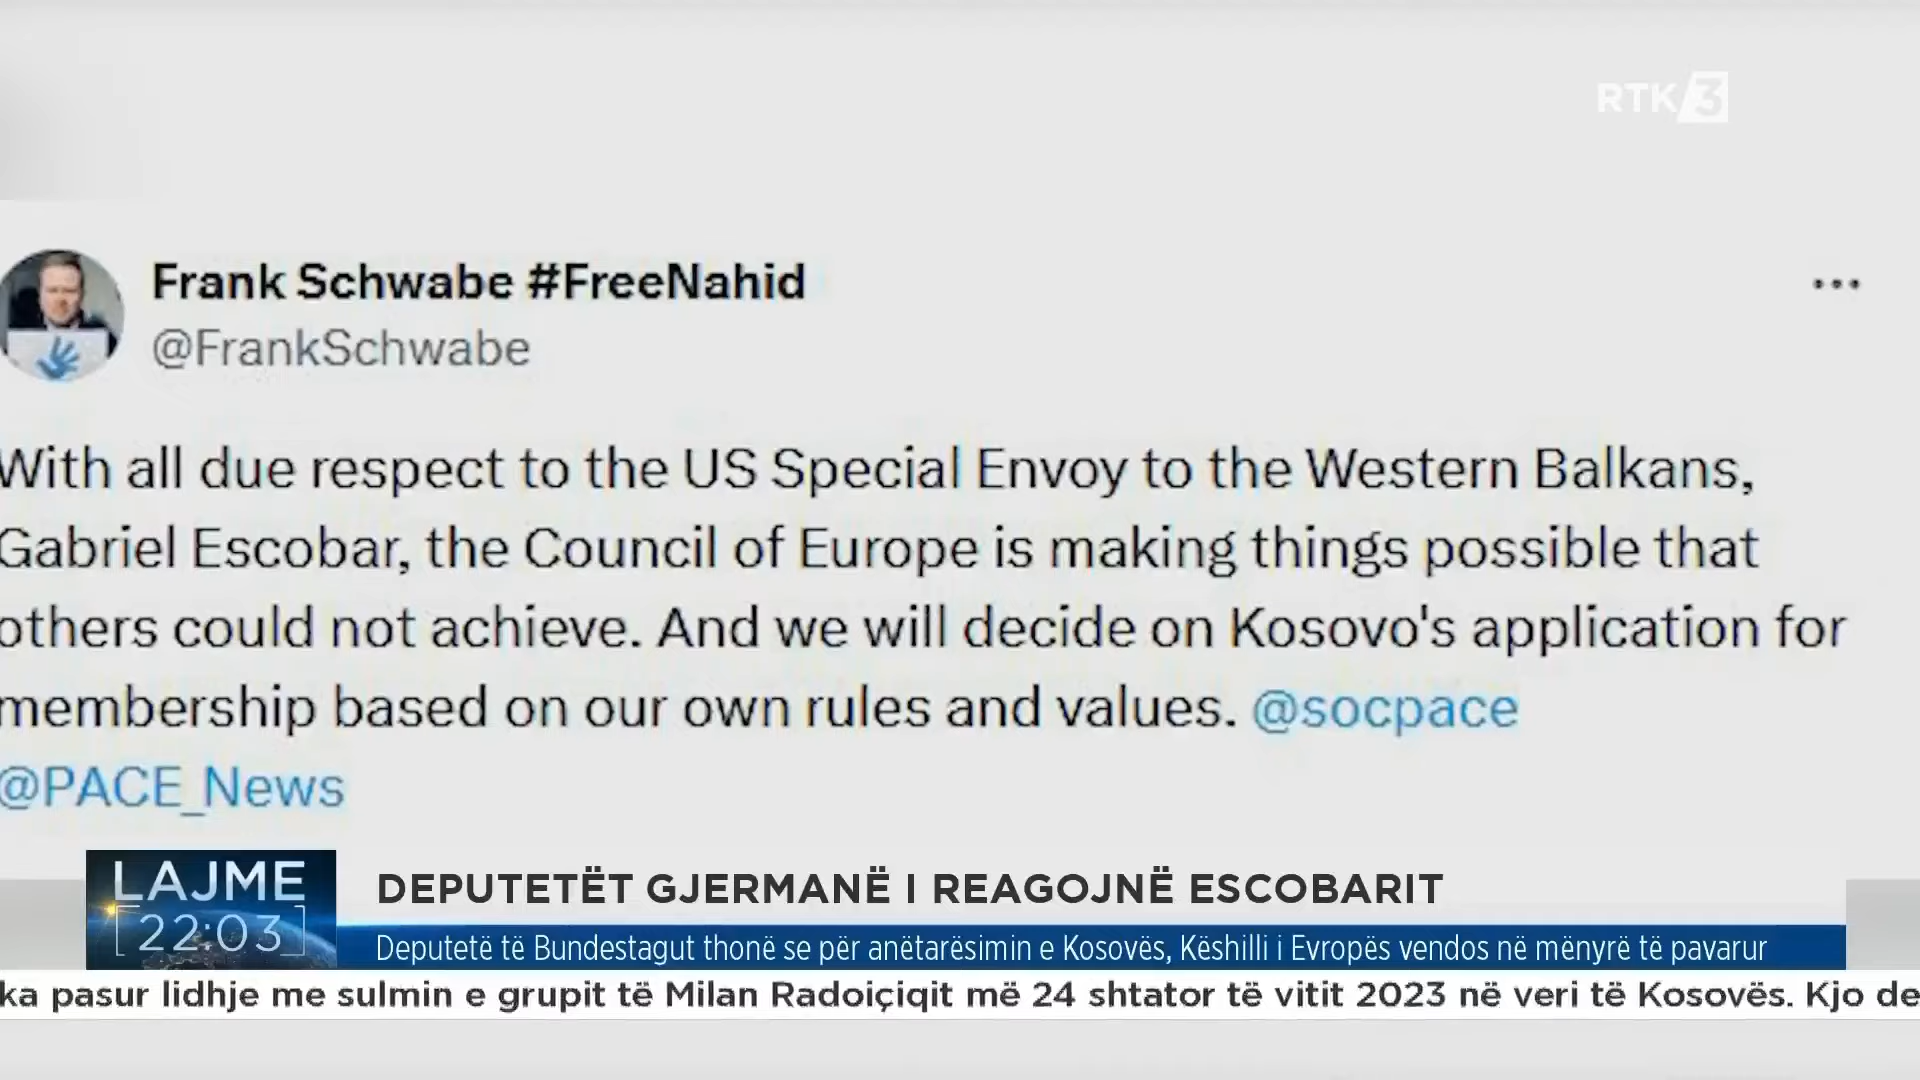 RTK 3
Frank Schwabe #FreeNahid
@FrankSchwabe
With all due respect to the US Special Envoy to the Western Balkans,
Gabriel Escobar, the Council of Europe is making things possible that
others could not achieve. And we will decide on Kosovo's application for
membership based on our own rules and values. @socpace
@PACE_News
LAJME
22:03
DEPUTETËT GJERMANË I REAGOJNË ESCOBARIT
Deputetë të Bundestagut thonë se për anëtarësimin e Kosovës, Këshilli i Evropës vendos në mënyrë të pavarur
ka pasur lidhje me sulmin e grupit të Milan Radoiçiqit më 24 shtator të vitit 2023 në veri të Kosovës. Kjo de